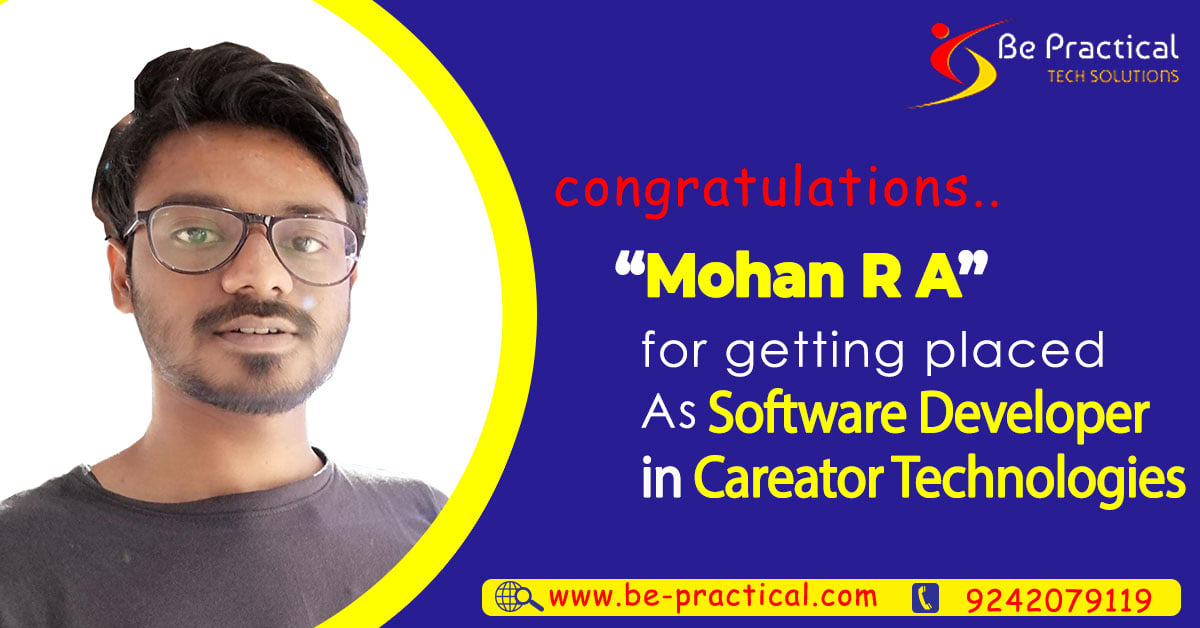 Be Practical
TECH SOLUTIONS
congratulations..
“Mohan R A”
for getting placed
As Software Developer
in Careator Technologies
www.be-practical.com 9242079119